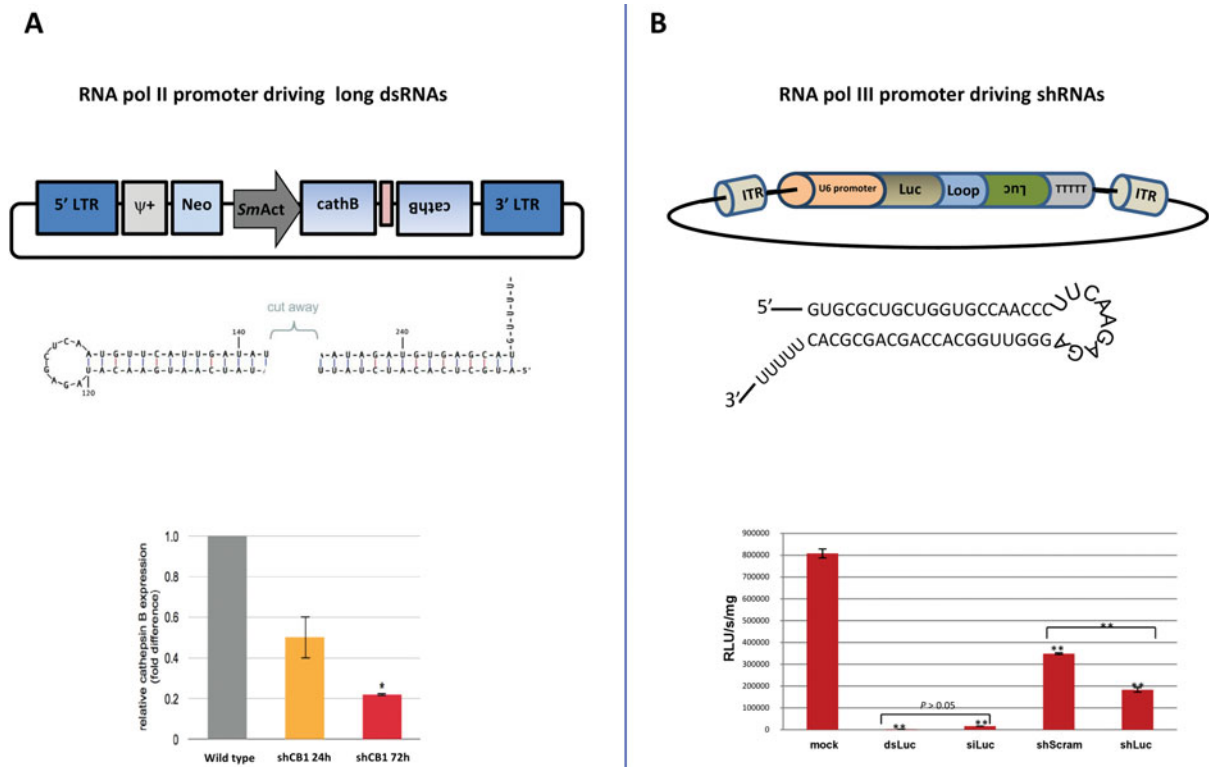 A
RNA pol II promoter driving long dsRNAs
5' LTR ψ+ Neo SmAct cathB cathB 3' LTR
cut away
140
240
120
1.0
0.8
0.6
0.4
0.2
0
relative cathepsin B expression
(fold difference)
*
Wild type shCB1 24h shCB1 72h
B
RNA pol III promoter driving shRNAs
ITR U6 promoter Luc Loop Luc TTTTT ITR
5' GUGCGCUGCUGGUGCCAACCC UUCAAGAGA
CACGCGACGACCACGGUUGGG
UUUUU
3'
900000
800000
700000
600000
500000
400000
300000
200000
100000
0
RLU/s/mg
P > 0.05
**
**
**
**
**
mock dsLuc siLuc shScram shLuc